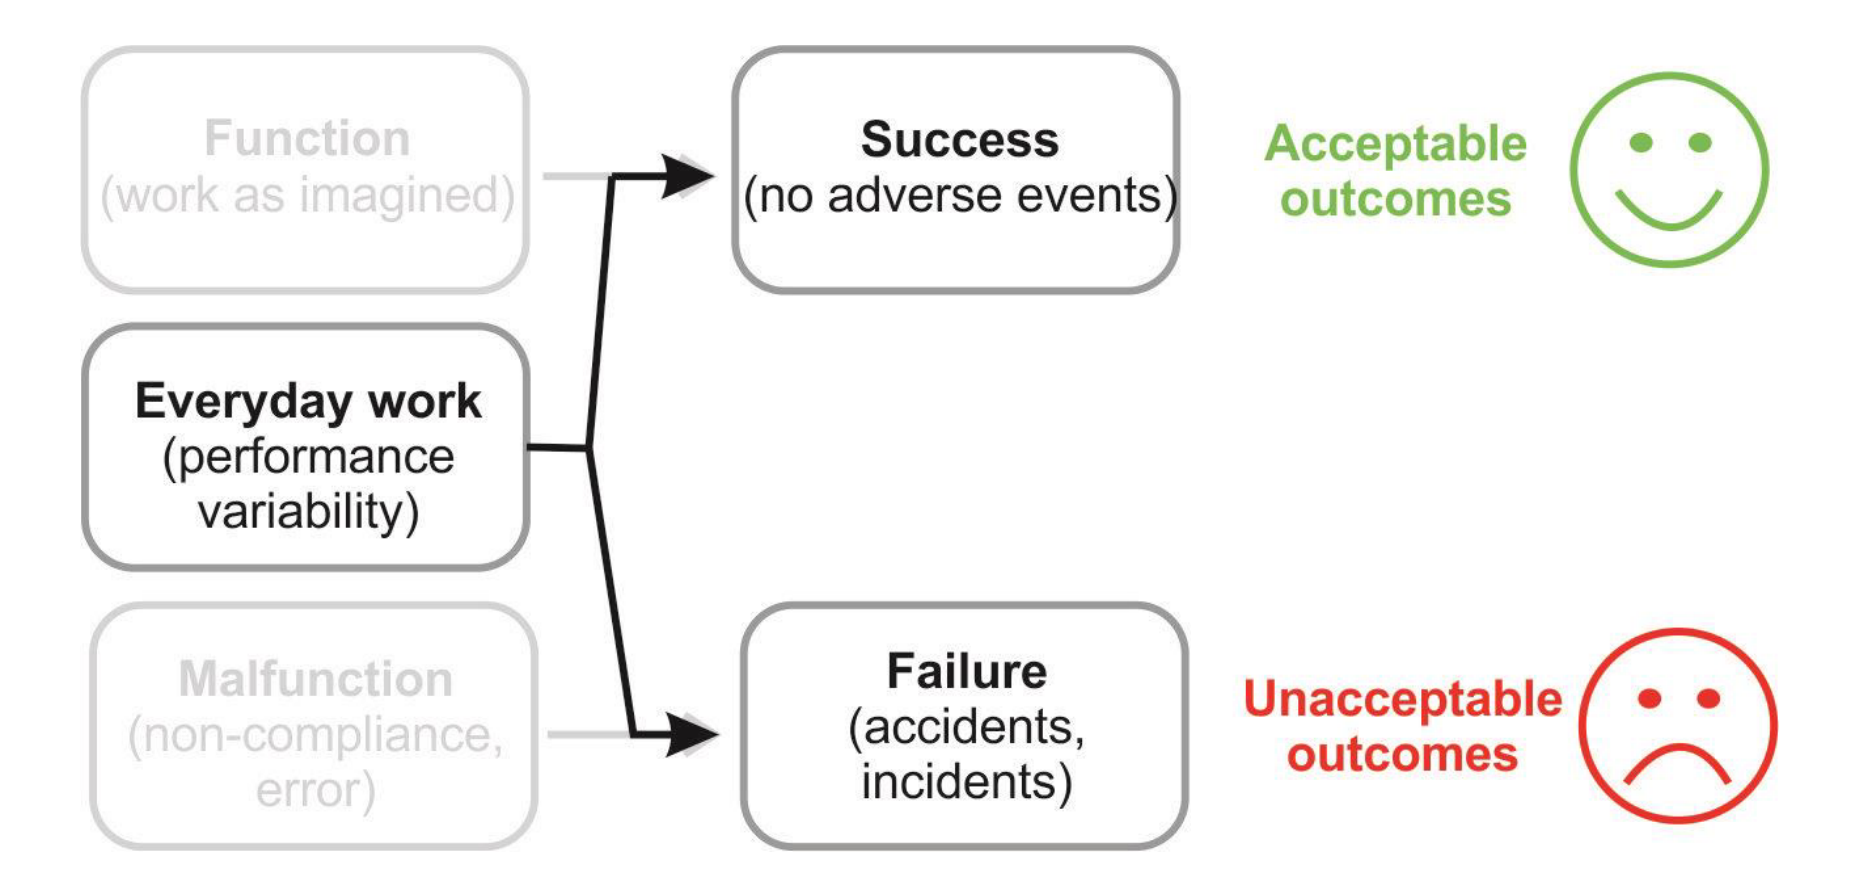 Function
(work as imagined)
Success
(no adverse events)
Acceptable
outcomes
Everyday work
(performance
variability)
Malfunction
(non-compliance,
error)
Failure
(accidents,
incidents)
Unacceptable
outcomes